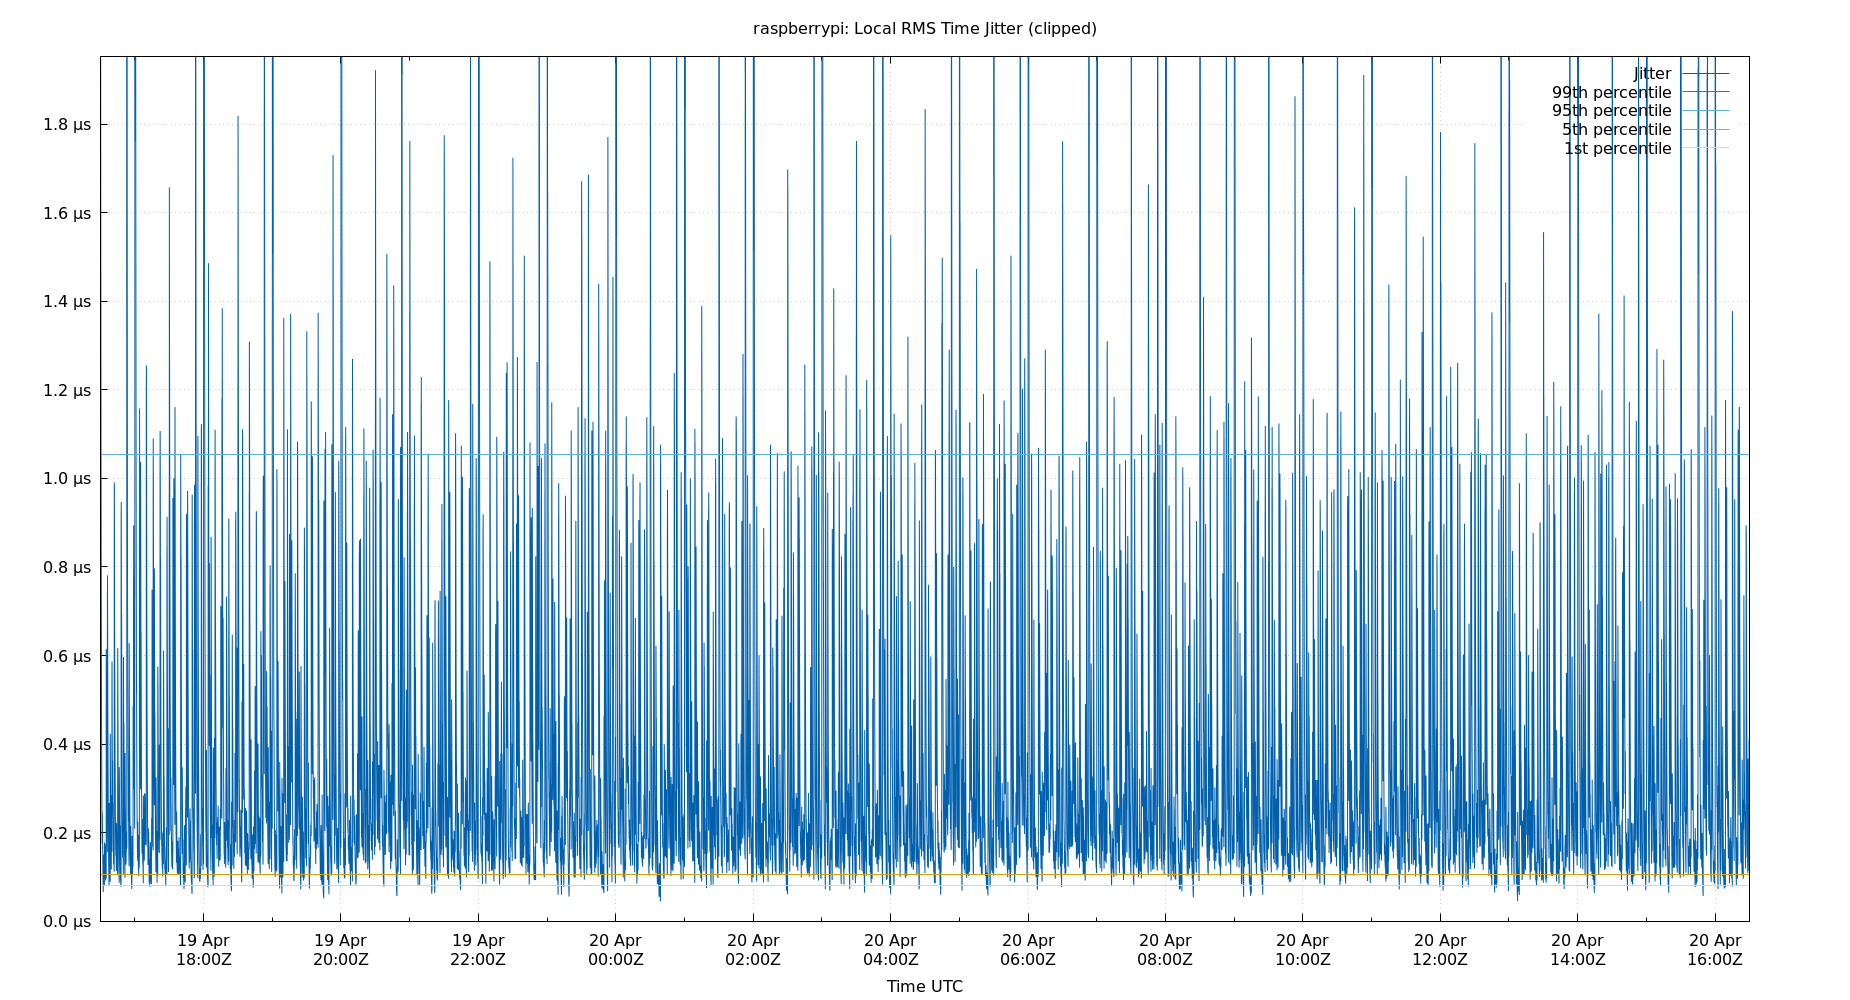 raspberrypi: Local RMS Time Jitter (clipped)
Jitter
99th percentile
95th percentile
5th percentile
1st percentile
1.8 µs
1.6 µs
1.4 µs
1.2 µs
1.0 µs
0.8 µs
0.6 µs
0.4 µs
0.2 µs
0.0 µs
19 Apr 19 Apr 19 Apr 20 Apr 20 Apr 20 Apr 20 Apr 20 Apr 20 Apr 20 Apr 20 Apr 20 Apr
18:00Z 20:00Z 22:00Z 00:00Z 02:00Z 04:00Z 06:00Z 08:00Z 10:00Z 12:00Z 14:00Z 16:00Z
Time UTC